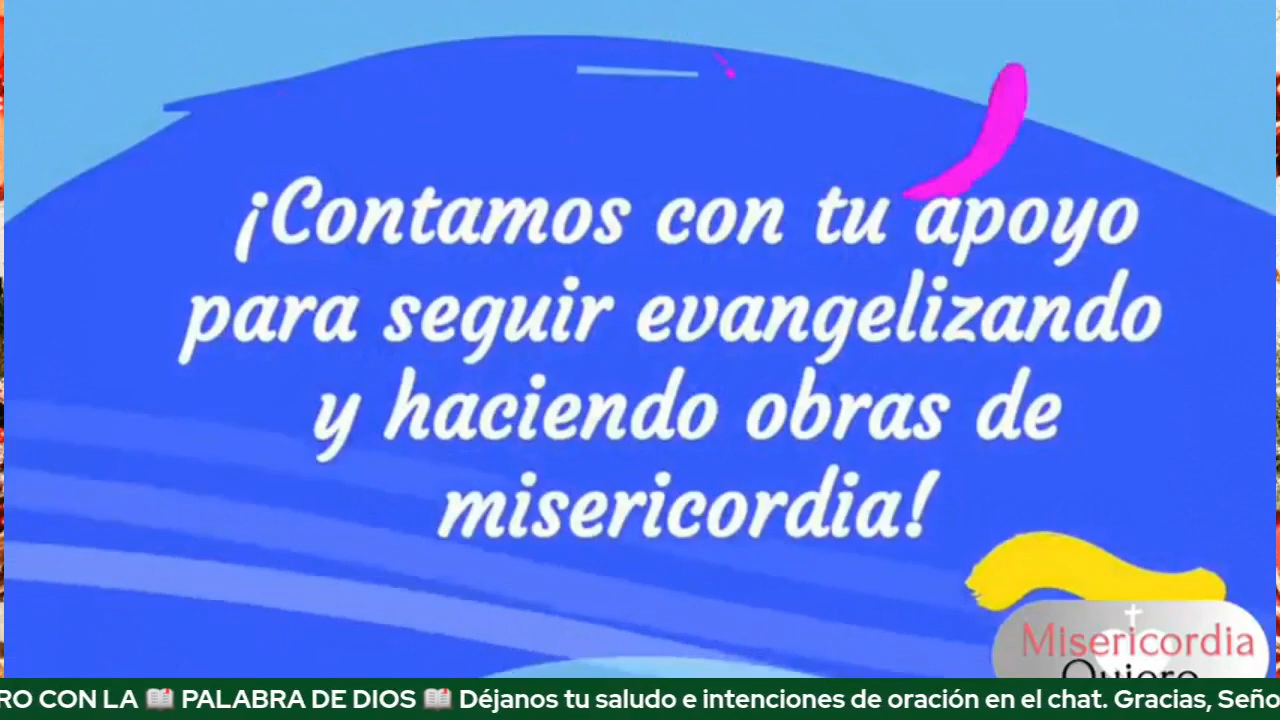 ¡Contamos con tu apoyo
para seguir evangelizando
y haciendo obras de
misericordia!
Misericordia
Quiero
RO CON LA 📖 PALABRA DE DIOS 📖 Déjanos tu saludo e intenciones de oración en el chat. Gracias, Seño